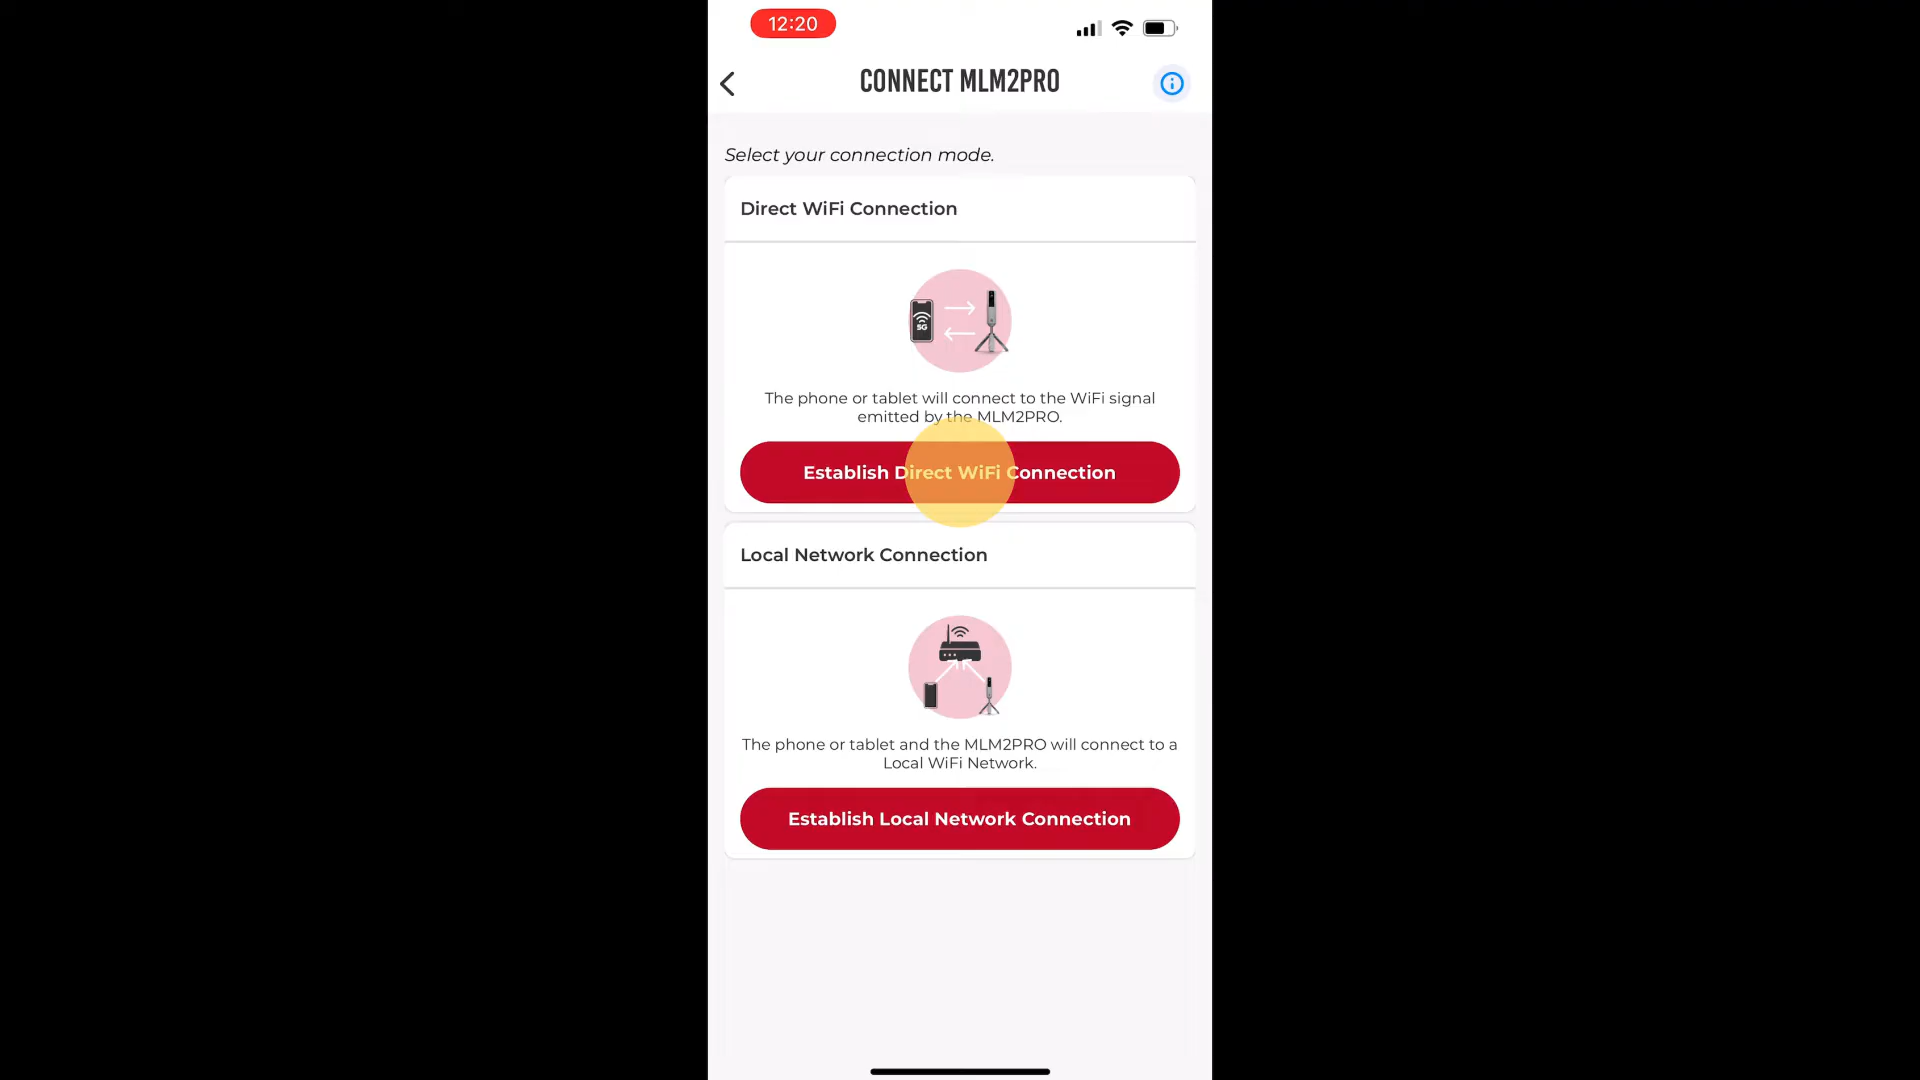 12:20
CONNECT MLM2PRO
Select your connection mode.
Direct WiFi Connection
5G
The phone or tablet will connect to the WiFi signal
emitted by the MLM2PRO.
Establish Direct WiFi Connection
Local Network Connection
The phone or tablet and the MLM2PRO will connect to a
Local WiFi Network.
Establish Local Network Connection